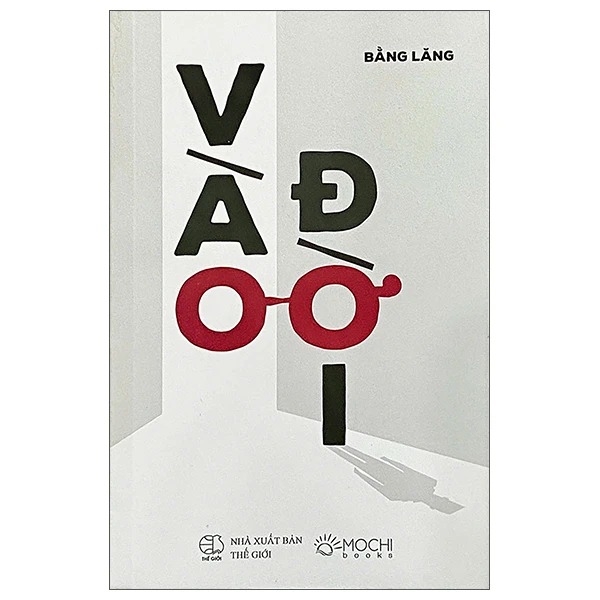 BẰNG LĂNG
VÀO
ĐỜI
THẾ GIỚI
NHÀ XUẤT BẢN
THẾ GIỚI
MOCHI
books